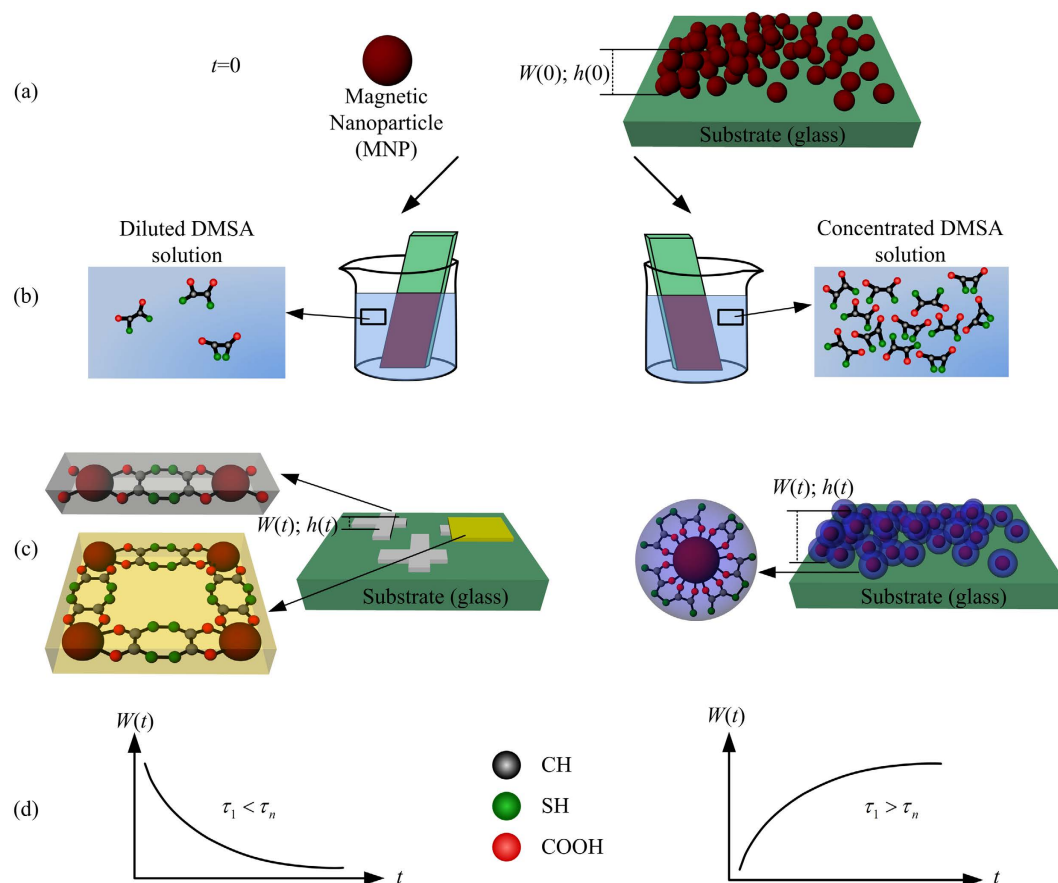 (a)
t=0
Magnetic
Nanoparticle
(MNP)
W(0); h(0)
Substrate (glass)
Diluted DMSA
solution
Concentrated DMSA
solution
(b)
(c)
W(t); h(t)
Substrate (glass)
W(t); h(t)
Substrate (glass)
(d)
W(t)
τ₁ < τₙ
t
CH
SH
COOH
W(t)
τ₁ > τₙ
t